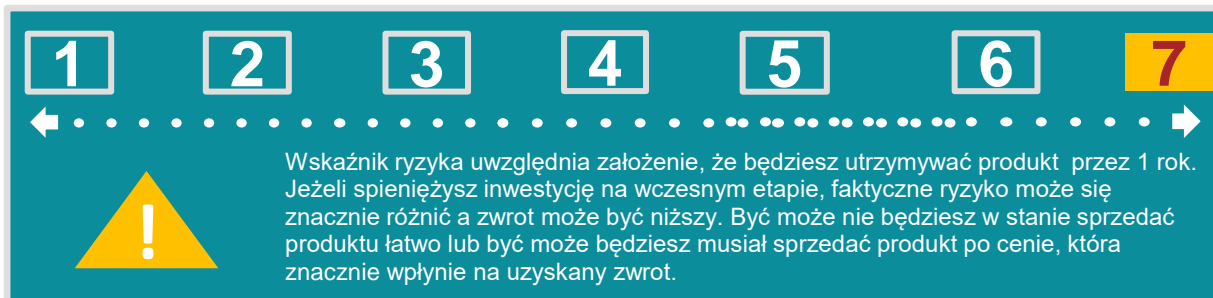 1 2 3 4 5 6 7
Wskaźnik ryzyka uwzględnia założenie, że będziesz utrzymywać produkt przez 1 rok.
Jeżeli spieniężysz inwestycję na wczesnym etapie, faktyczne ryzyko może się
znacznie różnić a zwrot może być niższy. Być może nie będziesz w stanie sprzedać
produktu łatwo lub być może będziesz musiał sprzedać produkt po cenie, która
znacznie wpłynie na uzyskany zwrot.
!